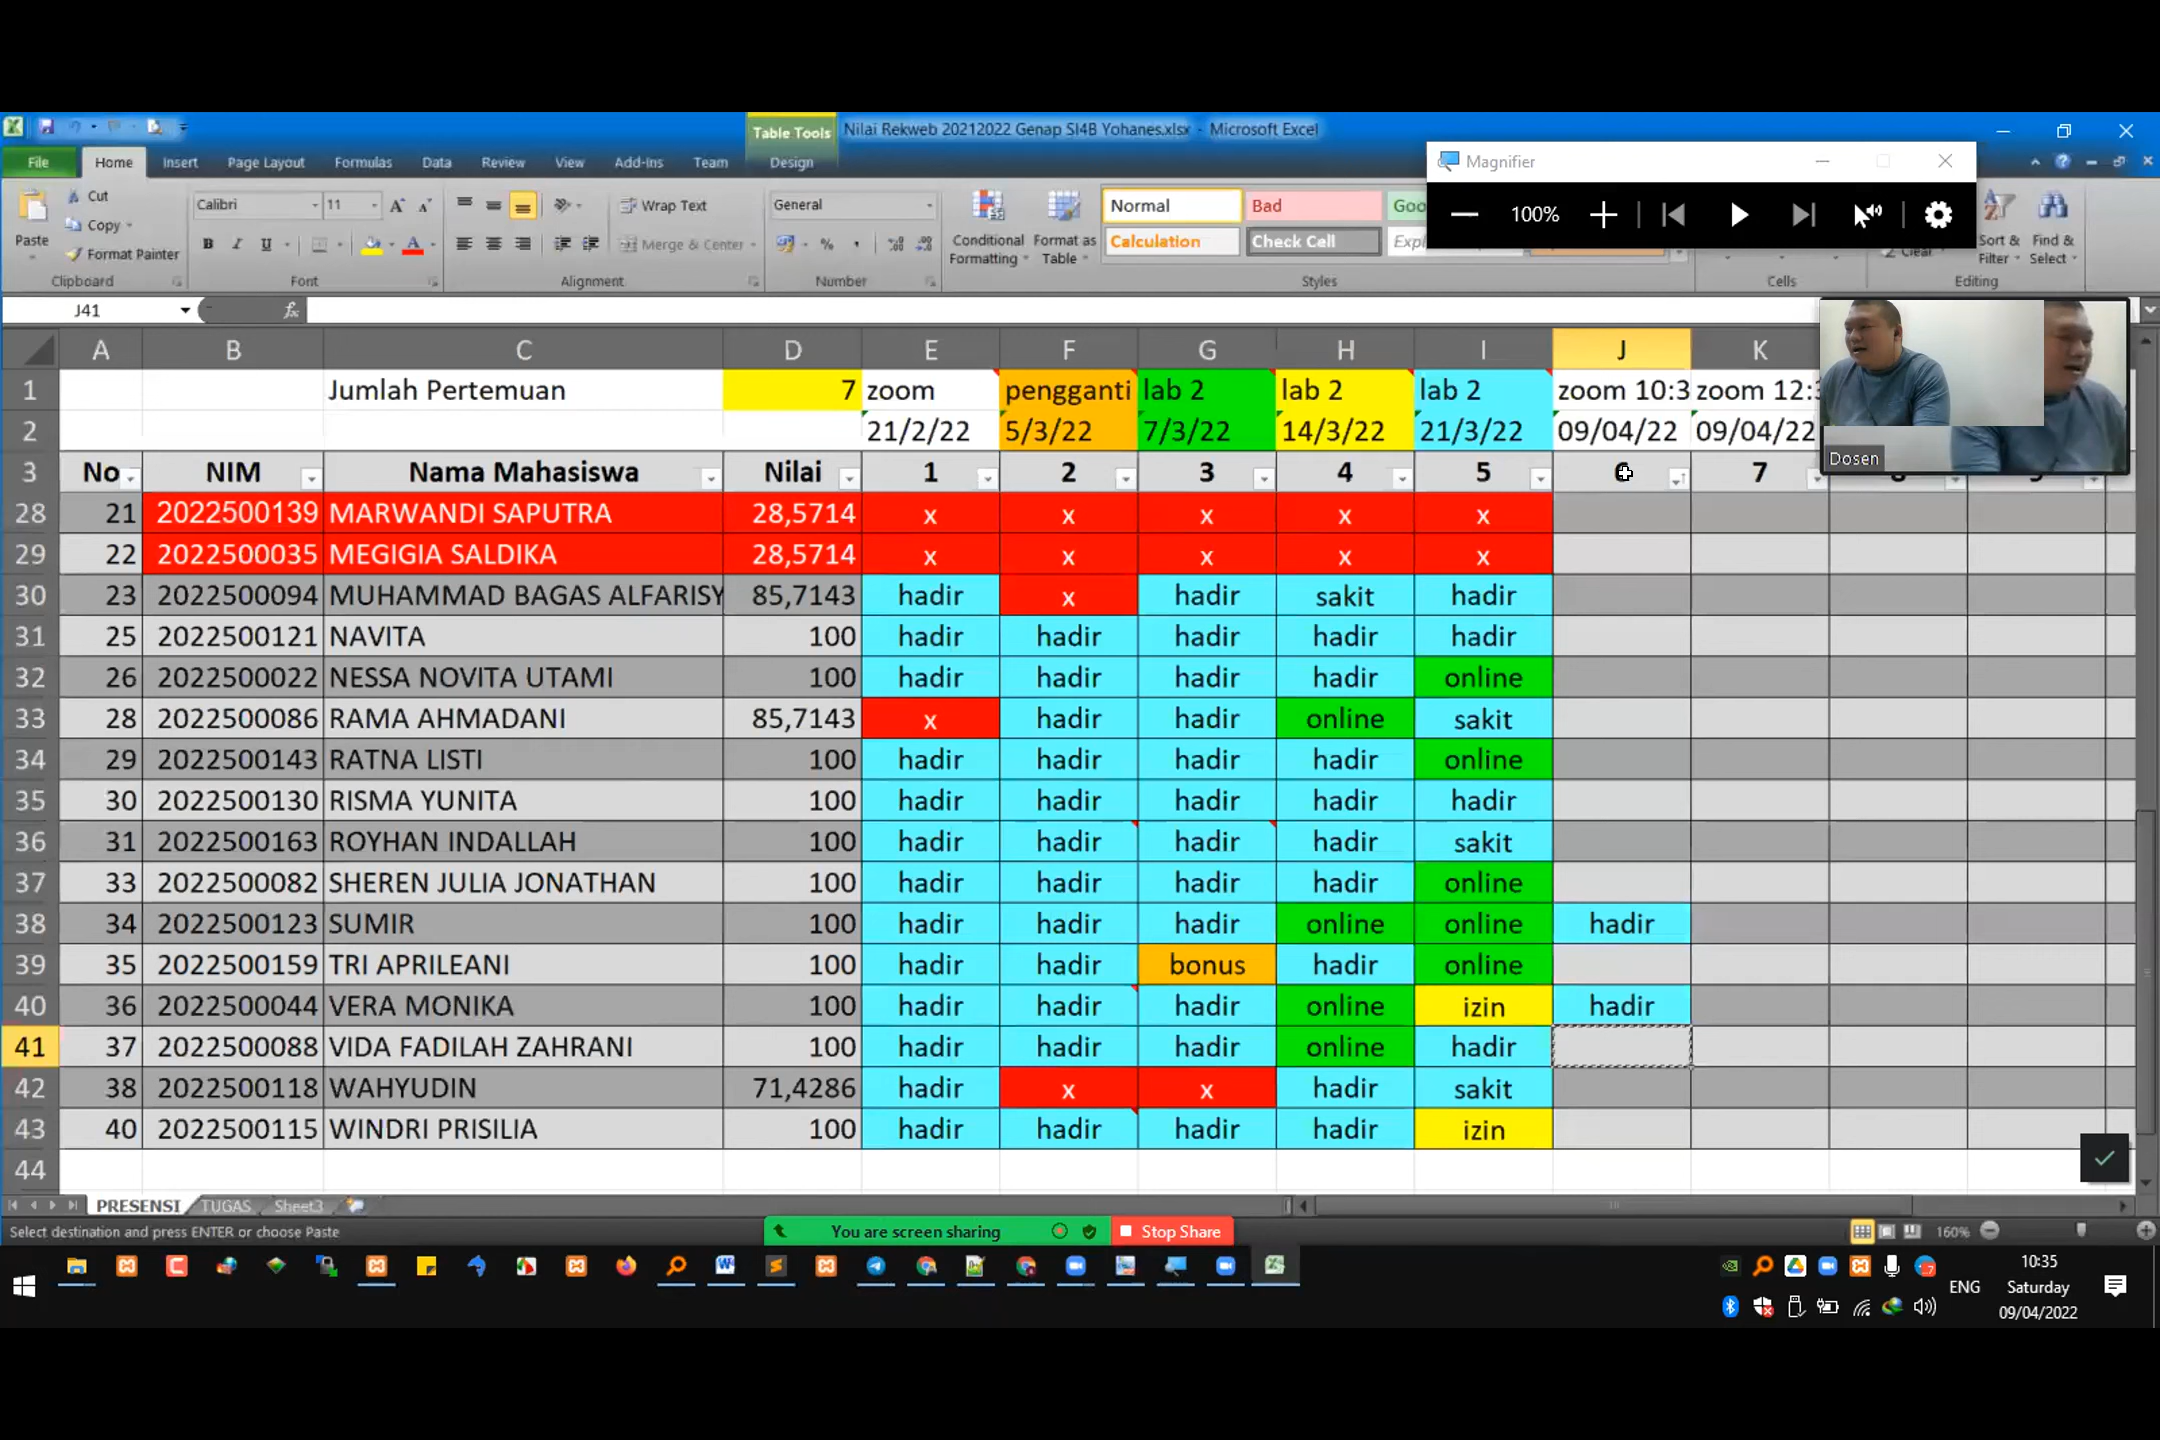 Table Tools
Nilai Rekweb 20212022 Genap SI4B Yohanes.xlsx - Microsoft Excel
File Home Insert Page Layout Formulas Data Review View Add-Ins Team Design
Magnifier
100%
Cut
Copy
Format Painter
Paste
Clipboard
Calibri 11
B I U
Font
Wrap Text
Merge & Center
Alignment
General
Number
Conditional Formatting
Format as Table
Normal Bad Goo
Calculation Check Cell Expl
Styles
Cells
Clear
Sort & Filter
Find & Select
Editing
J41
fx
Dosen
A B C D E F G H I J K
1 Jumlah Pertemuan 7 zoom pengganti lab 2 lab 2 lab 2 zoom 10:3 zoom 12:
2 21/2/22 5/3/22 7/3/22 14/3/22 21/3/22 09/04/22 09/04/22
3 No NIM Nama Mahasiswa Nilai 1 2 3 4 5 6 7
28 21 2022500139 MARWANDI SAPUTRA 28,5714 x x x x x
29 22 2022500035 MEGIGIA SALDIKA 28,5714 x x x x x
30 23 2022500094 MUHAMMAD BAGAS ALFARISY 85,7143 hadir x hadir sakit hadir
31 25 2022500121 NAVITA 100 hadir hadir hadir hadir hadir
32 26 2022500022 NESSA NOVITA UTAMI 100 hadir hadir hadir hadir online
33 28 2022500086 RAMA AHMADANI 85,7143 x hadir hadir online sakit
34 29 2022500143 RATNA LISTI 100 hadir hadir hadir hadir online
35 30 2022500130 RISMA YUNITA 100 hadir hadir hadir hadir hadir
36 31 2022500163 ROYHAN INDALLAH 100 hadir hadir hadir hadir sakit
37 33 2022500082 SHEREN JULIA JONATHAN 100 hadir hadir hadir hadir online
38 34 2022500123 SUMIR 100 hadir hadir hadir online online hadir
39 35 2022500159 TRI APRILEANI 100 hadir hadir bonus hadir online
40 36 2022500044 VERA MONIKA 100 hadir hadir hadir online izin hadir
41 37 2022500088 VIDA FADILAH ZAHRANI 100 hadir hadir hadir online hadir
42 38 2022500118 WAHYUDIN 71,4286 hadir x x hadir sakit
43 40 2022500115 WINDRI PRISILIA 100 hadir hadir hadir hadir izin
44
PRESENSI TUGAS Sheet3
Select destination and press ENTER or choose Paste
You are screen sharing
Stop Share
160%
ENG
10:35
Saturday
09/04/2022